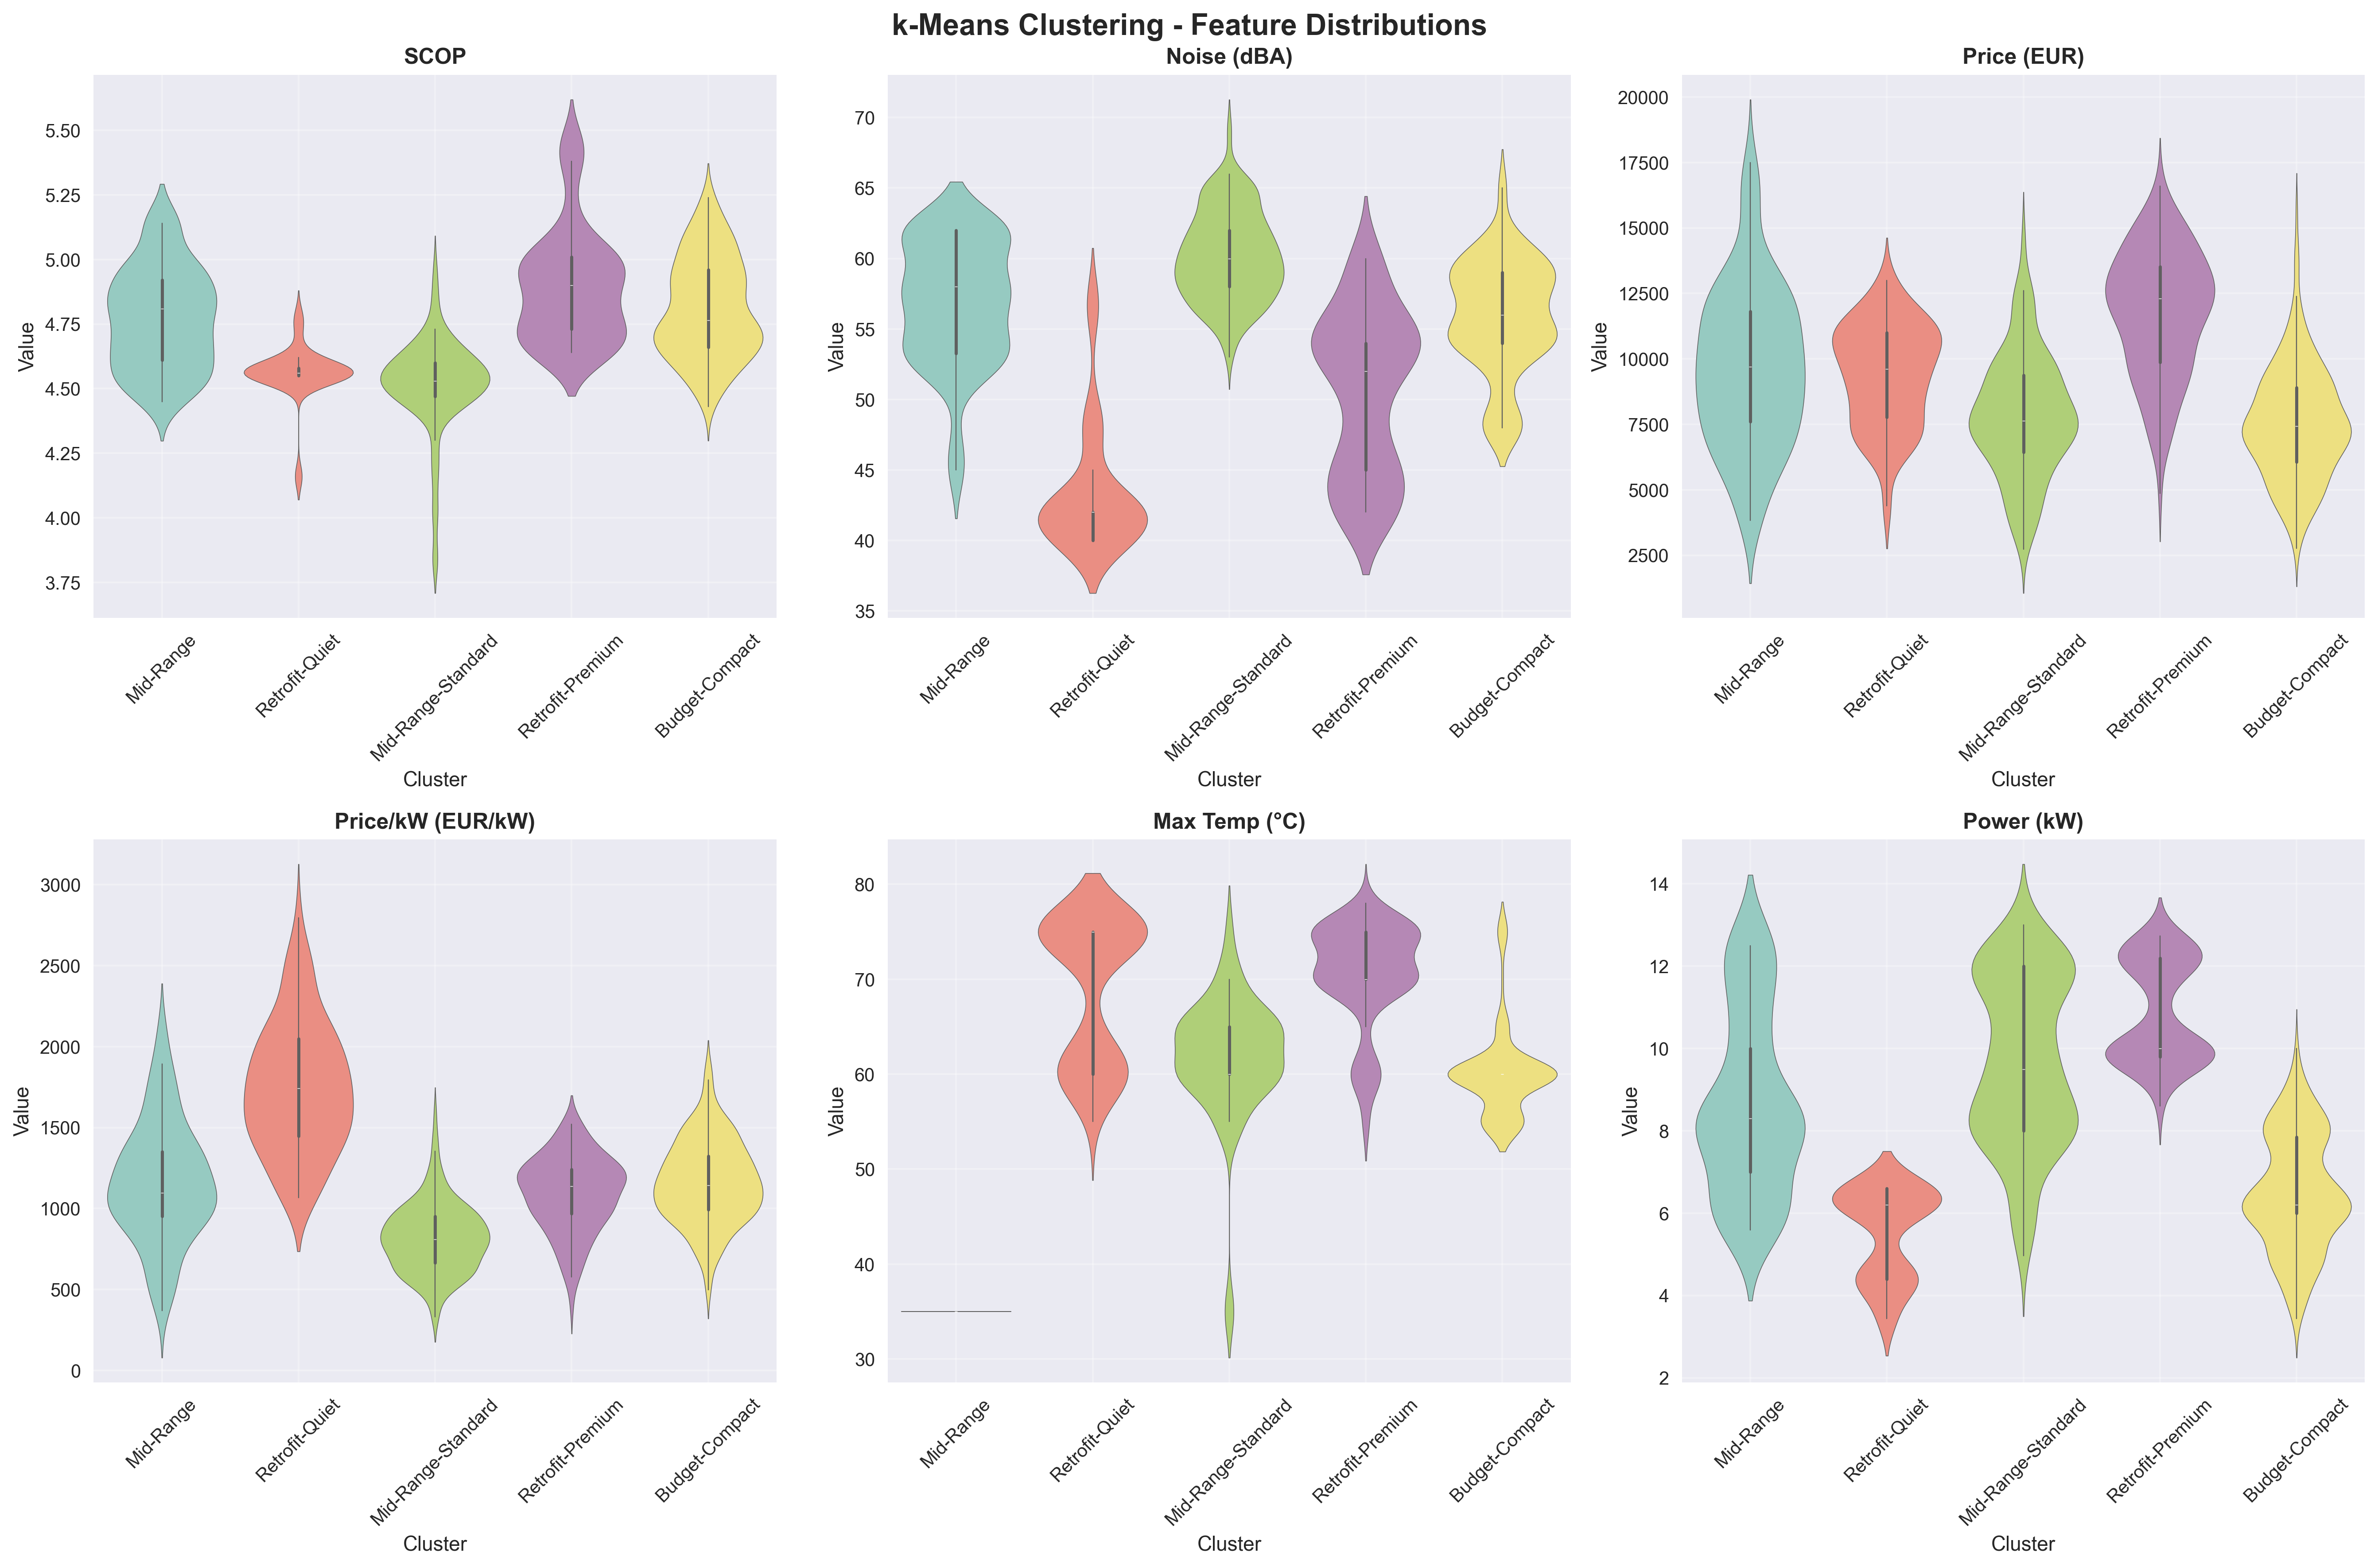 k-Means Clustering - Feature Distributions
SCOP
Value
5.50
5.25
5.00
4.75
4.50
4.25
4.00
3.75
Mid-Range
Retrofit-Quiet
Mid-Range-Standard
Retrofit-Premium
Budget-Compact
Cluster
Noise (dBA)
Value
70
65
60
55
50
45
40
35
Mid-Range
Retrofit-Quiet
Mid-Range-Standard
Retrofit-Premium
Budget-Compact
Cluster
Price (EUR)
Value
20000
17500
15000
12500
10000
7500
5000
2500
Mid-Range
Retrofit-Quiet
Mid-Range-Standard
Retrofit-Premium
Budget-Compact
Cluster
Price/kW (EUR/kW)
Value
3000
2500
2000
1500
1000
500
0
Mid-Range
Retrofit-Quiet
Mid-Range-Standard
Retrofit-Premium
Budget-Compact
Cluster
Max Temp (°C)
Value
80
70
60
50
40
30
Mid-Range
Retrofit-Quiet
Mid-Range-Standard
Retrofit-Premium
Budget-Compact
Cluster
Power (kW)
Value
14
12
10
8
6
4
2
Mid-Range
Retrofit-Quiet
Mid-Range-Standard
Retrofit-Premium
Budget-Compact
Cluster